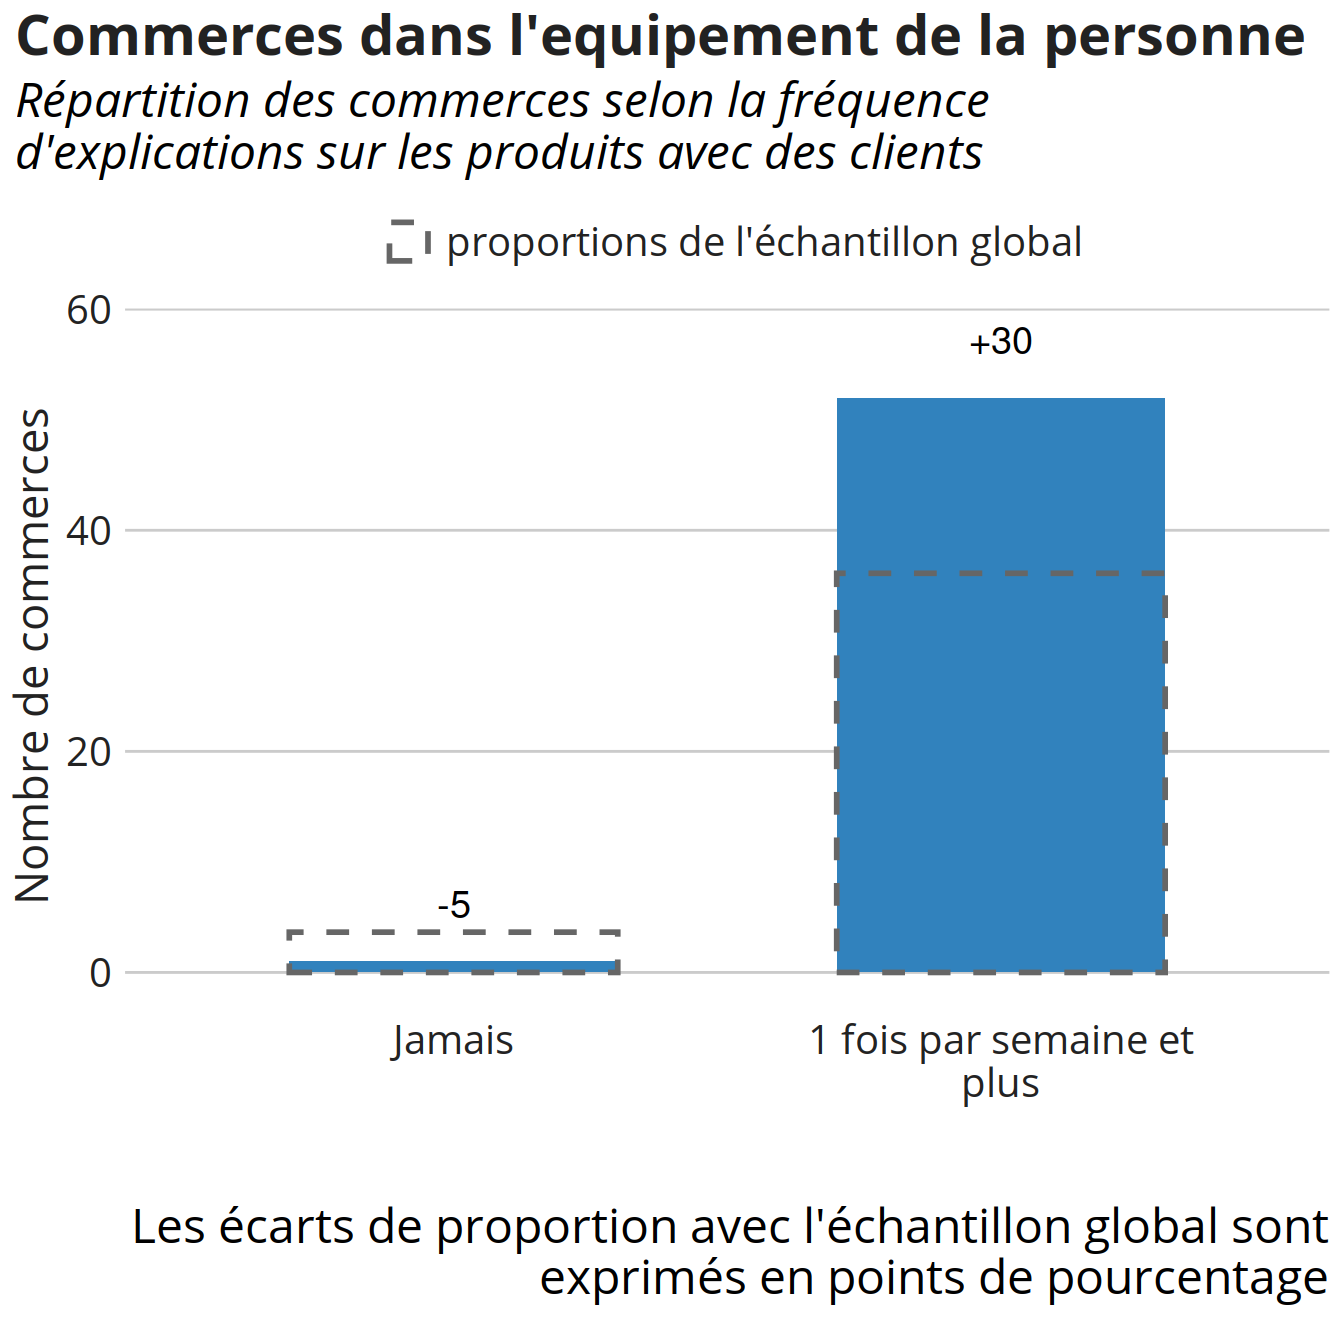 Commerces dans l'equipement de la personne
Répartition des commerces selon la fréquence
d'explications sur les produits avec des clients
proportions de l'échantillon global
60
40
20
0
Nombre de commerces
+30
-5
Jamais
1 fois par semaine et
plus
Les écarts de proportion avec l'échantillon global sont
exprimés en points de pourcentage